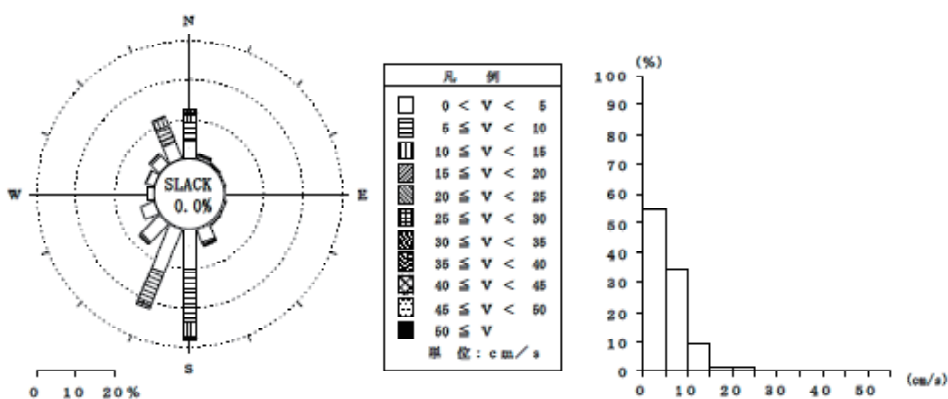 N
W
E
S
SLACK
0.0%
0 10 20%
凡 例
0 < V < 5
5 ≦ V < 10
10 ≦ V < 15
15 ≦ V < 20
20 ≦ V < 25
25 ≦ V < 30
30 ≦ V < 35
35 ≦ V < 40
40 ≦ V < 45
45 ≦ V < 50
50 ≦ V
単 位 : cm/s
(%)
100
90
80
70
60
50
40
30
20
10
0
0 10 20 30 40 50
(cm/s)